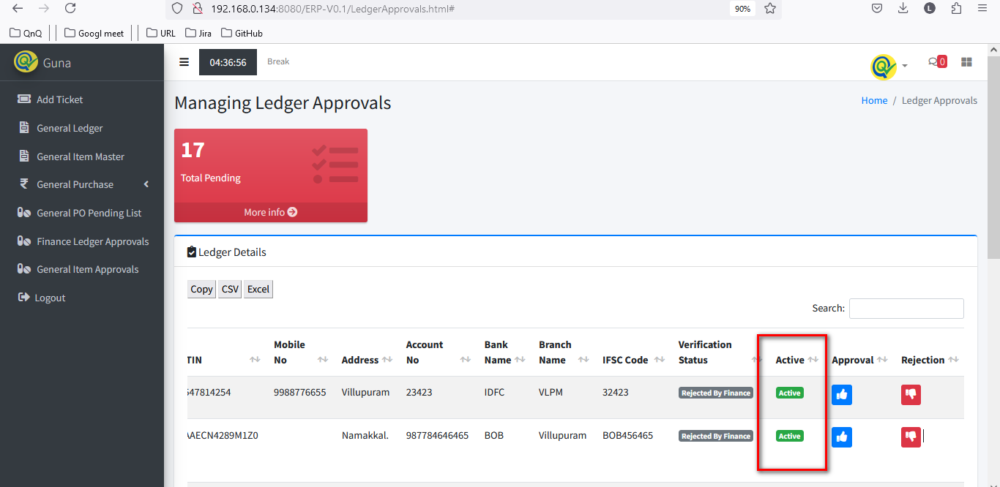 192.168.0.134:8080/ERP-V0.1/LedgerApprovals.html#
90%
L
QnQ
Googl meet
URL
Jira
GitHub
Guna
04:36:56
Break
0
Add Ticket
General Ledger
General Item Master
General Purchase
General PO Pending List
Finance Ledger Approvals
General Item Approvals
Logout
Managing Ledger Approvals
Home / Ledger Approvals
17
Total Pending
More info
Ledger Details
Copy CSV Excel
Search:
TIN Mobile No Address Account No Bank Name Branch Name IFSC Code Verification Status Active Approval Rejection
647814254 9988776655 Villupuram 23423 IDFC VLPM 32423 Rejected By Finance Active
AAECN4289M1Z0 Namakkal. 987784646465 BOB Villupuram BOB456465 Rejected By Finance Active